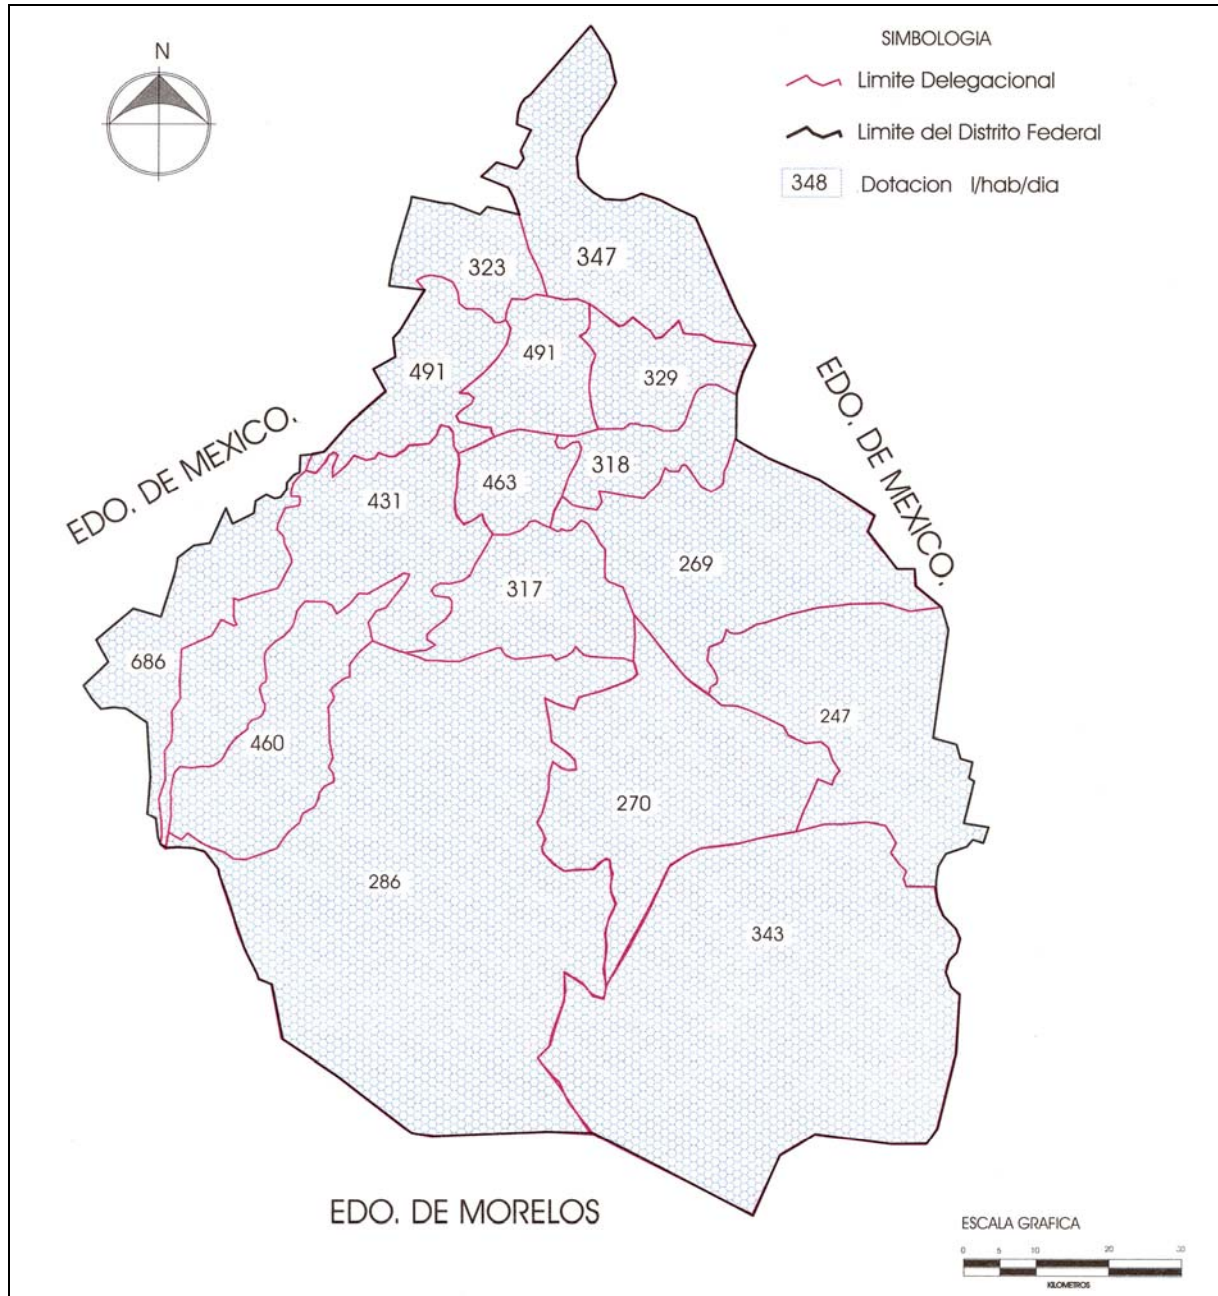 N
SIMBOLOGIA
Limite Delegacional
Limite del Distrito Federal
348 Dotacion l/hab/dia
347
323
491
491
329
EDO. DE MEXICO.
EDO. DE MEXICO.
318
463
431
269
317
686
247
460
270
286
343
EDO. DE MORELOS
ESCALA GRAFICA
0 5 10 20 30
KILOMETROS